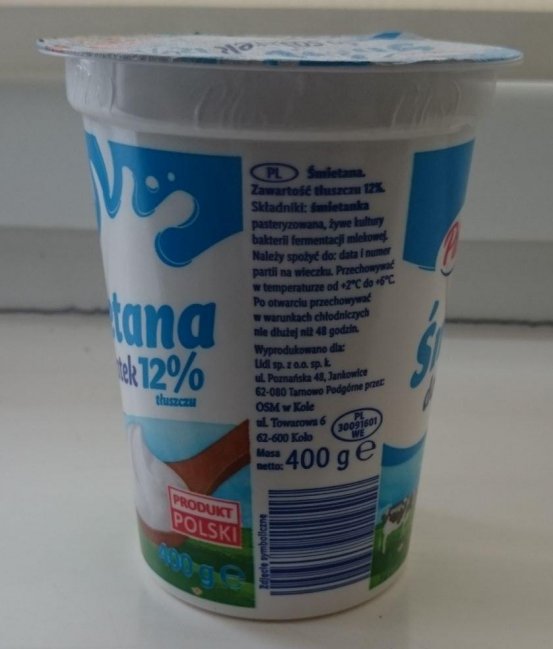 PL Śmietana.
Zawartość tłuszczu 12%.
Składniki: śmietanka
pasteryzowana, żywe kultury
bakterii fermentacji mlekowej.
Należy spożyć do: data i numer
partii na wieczku. Przechowywać
w temperaturze od +2°C do +6°C.
Po otwarciu przechowywać
w warunkach chłodniczych
nie dłużej niż 48 godzin.
Wyprodukowano dla:
Lidl sp. z o.o. sp. k.
ul. Poznańska 48, Jankowice
62-080 Tarnowo Podgórne przez:
OSM w Kole
ul. Towarowa 6
62-600 Koło
PL
30091601
WE
Masa
netto: 400 g e
Zdjęcie symboliczne
etana
tek 12%
tłuszczu
PRODUKT
POLSKI
400 g e
Śm